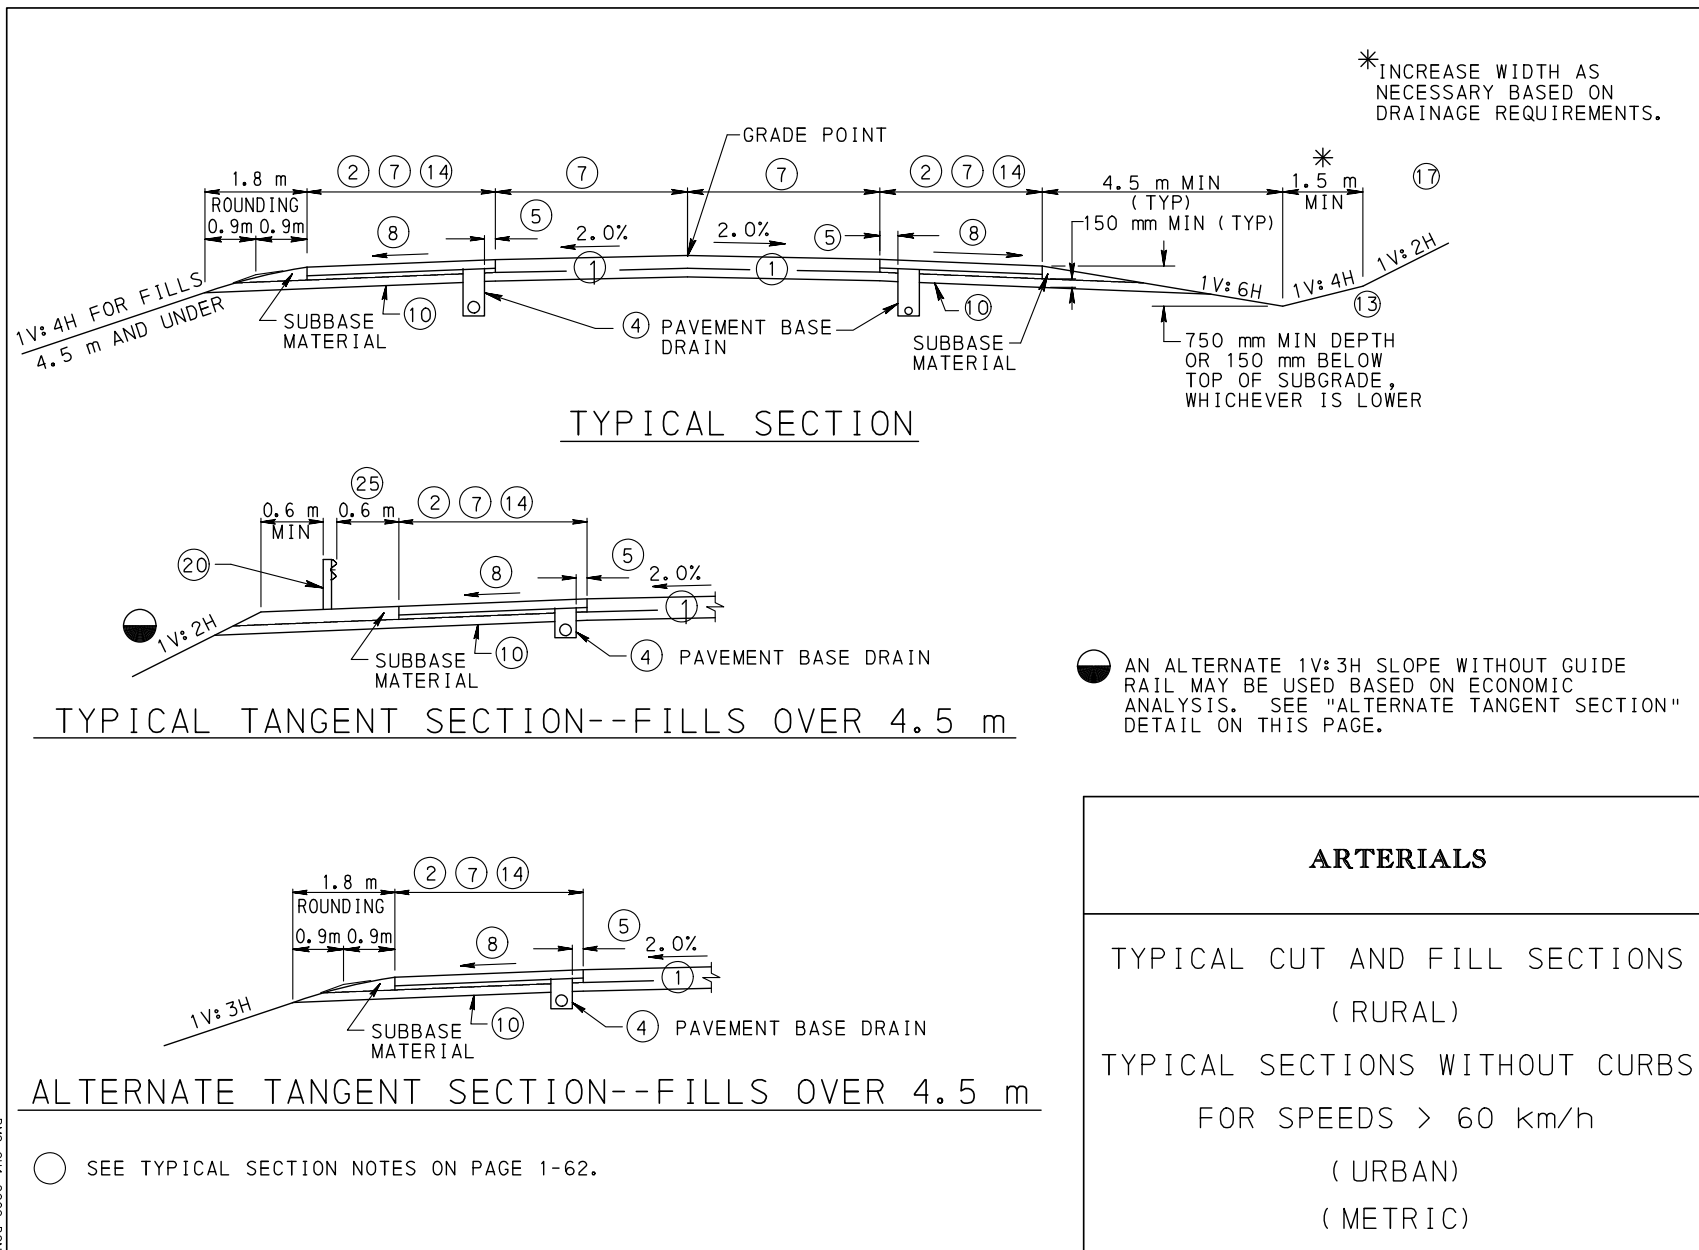 *INCREASE WIDTH AS
NECESSARY BASED ON
DRAINAGE REQUIREMENTS.
GRADE POINT
1.8 m
ROUNDING
0.9m 0.9m
2 7 14
7
7
2 7 14
4.5 m MIN
(TYP)
150 mm MIN (TYP)
*
1.5 m
MIN
17
8
5
2.0%
2.0%
5
8
1
1
1V:6H
1V:4H
1V:2H
13
1V:4H FOR FILLS
4.5 m AND UNDER
SUBBASE
MATERIAL
10
4 PAVEMENT BASE
DRAIN
SUBBASE
MATERIAL
10
750 mm MIN DEPTH
OR 150 mm BELOW
TOP OF SUBGRADE,
WHICHEVER IS LOWER
TYPICAL SECTION
25
0.6 m
MIN
0.6 m
2 7 14
20
8
5
2.0%
1
1V:2H
SUBBASE
MATERIAL
10
4 PAVEMENT BASE DRAIN
TYPICAL TANGENT SECTION--FILLS OVER 4.5 m
AN ALTERNATE 1V:3H SLOPE WITHOUT GUIDE
RAIL MAY BE USED BASED ON ECONOMIC
ANALYSIS. SEE "ALTERNATE TANGENT SECTION"
DETAIL ON THIS PAGE.
1.8 m
ROUNDING
0.9m 0.9m
2 7 14
8
5
2.0%
1
1V:3H
SUBBASE
MATERIAL
10
4 PAVEMENT BASE DRAIN
ALTERNATE TANGENT SECTION--FILLS OVER 4.5 m
SEE TYPICAL SECTION NOTES ON PAGE 1-62.
ARTERIALS
TYPICAL CUT AND FILL SECTIONS
(RURAL)
TYPICAL SECTIONS WITHOUT CURBS
FOR SPEEDS > 60 km/h
(URBAN)
(METRIC)